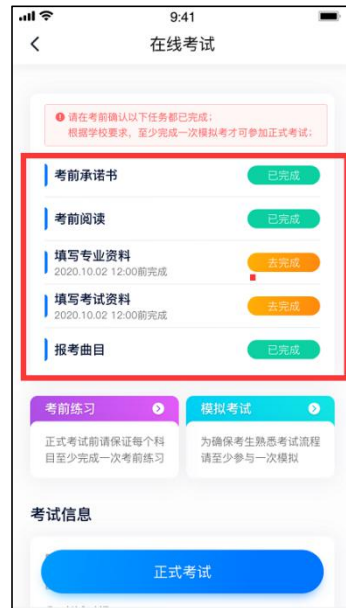 9:41
在线考试
请在考前确认以下任务都已完成；
根据学校要求，至少完成一次模拟考才可参加正式考试；
考前承诺书
已完成
考前阅读
已完成
填写专业资料
去完成
2020.10.02 12:00前完成
填写考试资料
去完成
2020.10.02 12:00前完成
报考曲目
已完成
考前练习
模拟考试
正式考试前请保证每个科
目至少完成一次考前练习
为确保考生熟悉考试流程
请至少参与一次模拟
考试信息
正式考试